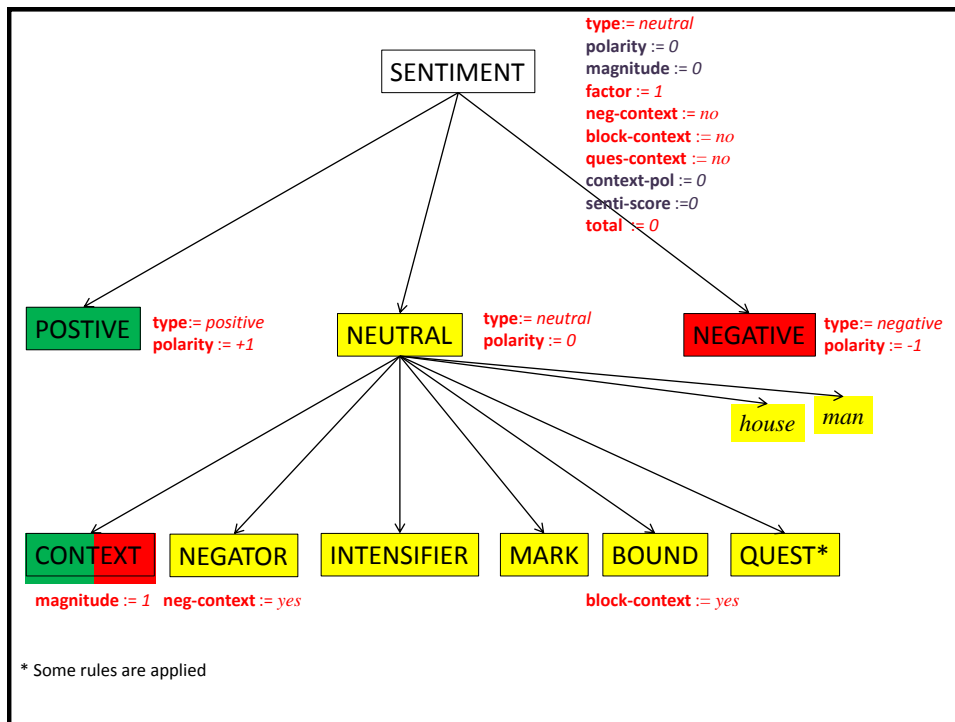 type:= neutral
polarity := 0
SENTIMENT
magnitude := 0
factor := 1
neg-context := no
block-context := no
ques-context := no
context-pol := 0
senti-score :=0
total := 0
POSTIVE
type:= positive
polarity := +1
NEUTRAL
type:= neutral
polarity := 0
NEGATIVE
type:= negative
polarity := -1
house
man
CONTEXT
NEGATOR
INTENSIFIER
MARK
BOUND
QUEST*
magnitude := 1
neg-context := yes
block-context := yes
* Some rules are applied